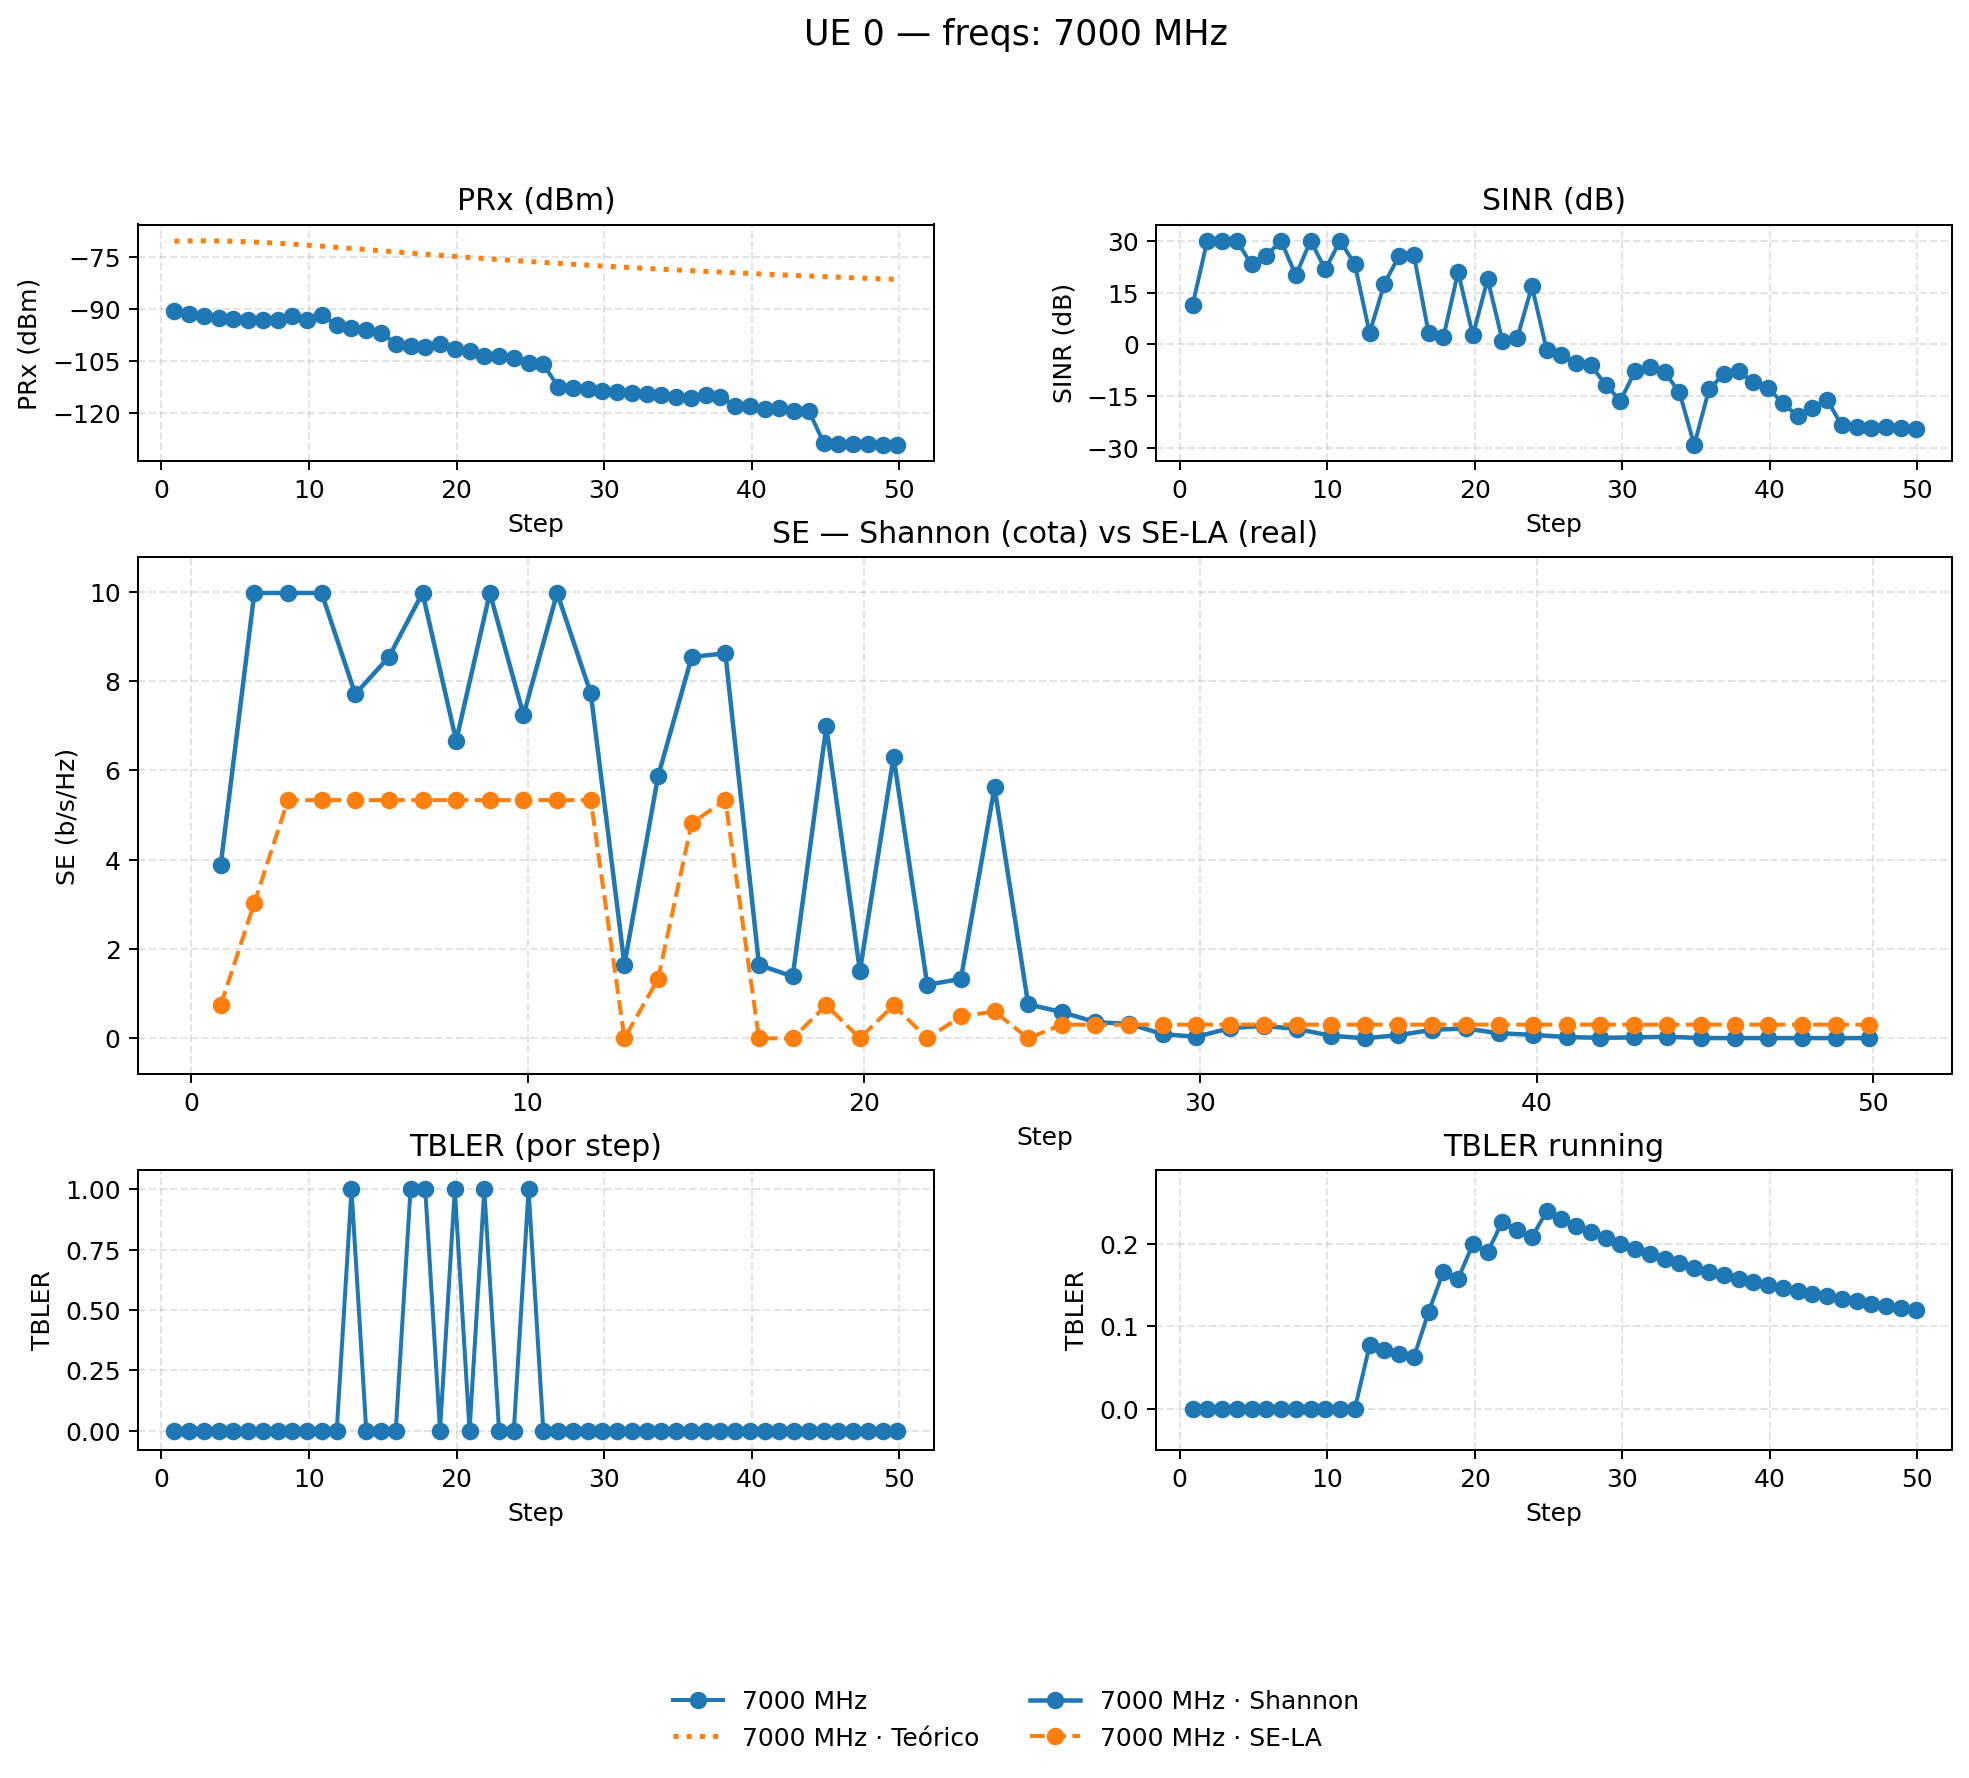 UE 0 — freqs: 7000 MHz
PRx (dBm)
PRx (dBm)
−75
−90
−105
−120
0 10 20 30 40 50
Step
SINR (dB)
SINR (dB)
30
15
0
−15
−30
0 10 20 30 40 50
Step
SE — Shannon (cota) vs SE-LA (real)
SE (b/s/Hz)
10
8
6
4
2
0
0 10 20 30 40 50
Step
TBLER (por step)
TBLER
1.00
0.75
0.50
0.25
0.00
0 10 20 30 40 50
Step
TBLER running
TBLER
0.2
0.1
0.0
0 10 20 30 40 50
Step
7000 MHz
7000 MHz · Teórico
7000 MHz · Shannon
7000 MHz · SE-LA